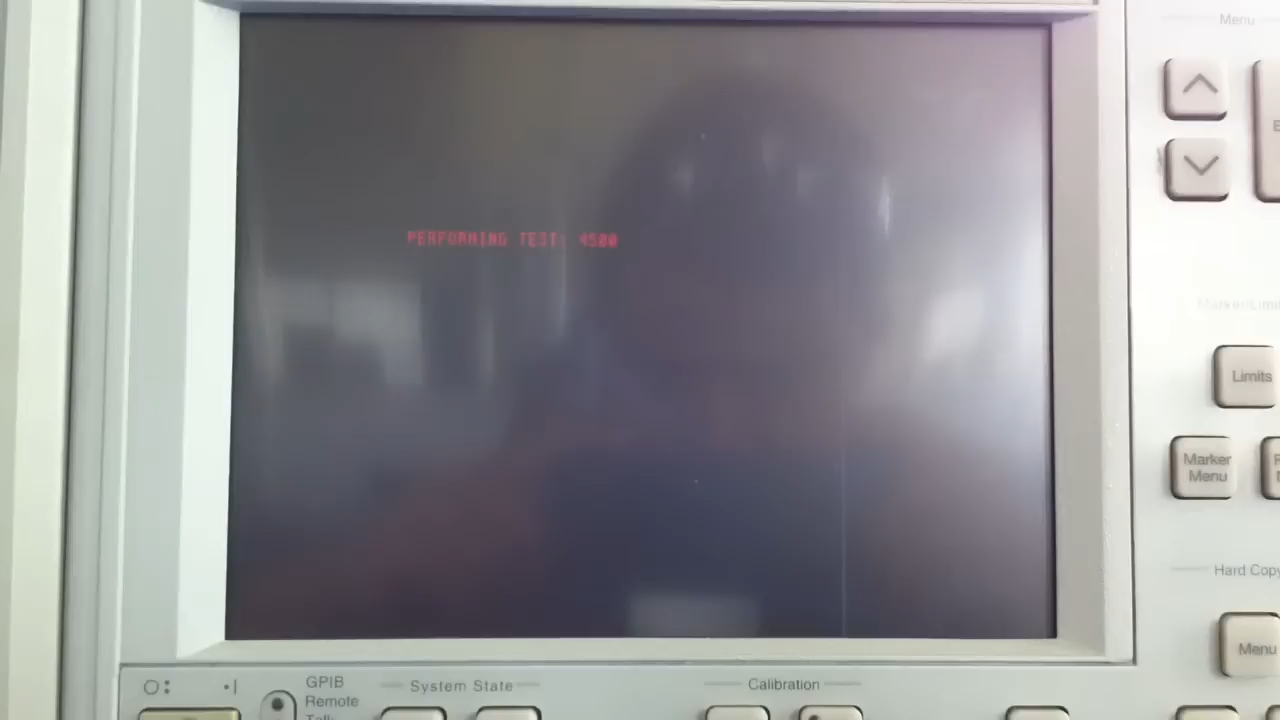 Menu
PERFORMING TEST: 4500
Limits
Marker
Menu
Hard Copy
Menu
GPIB
Remote
System State
Calibration